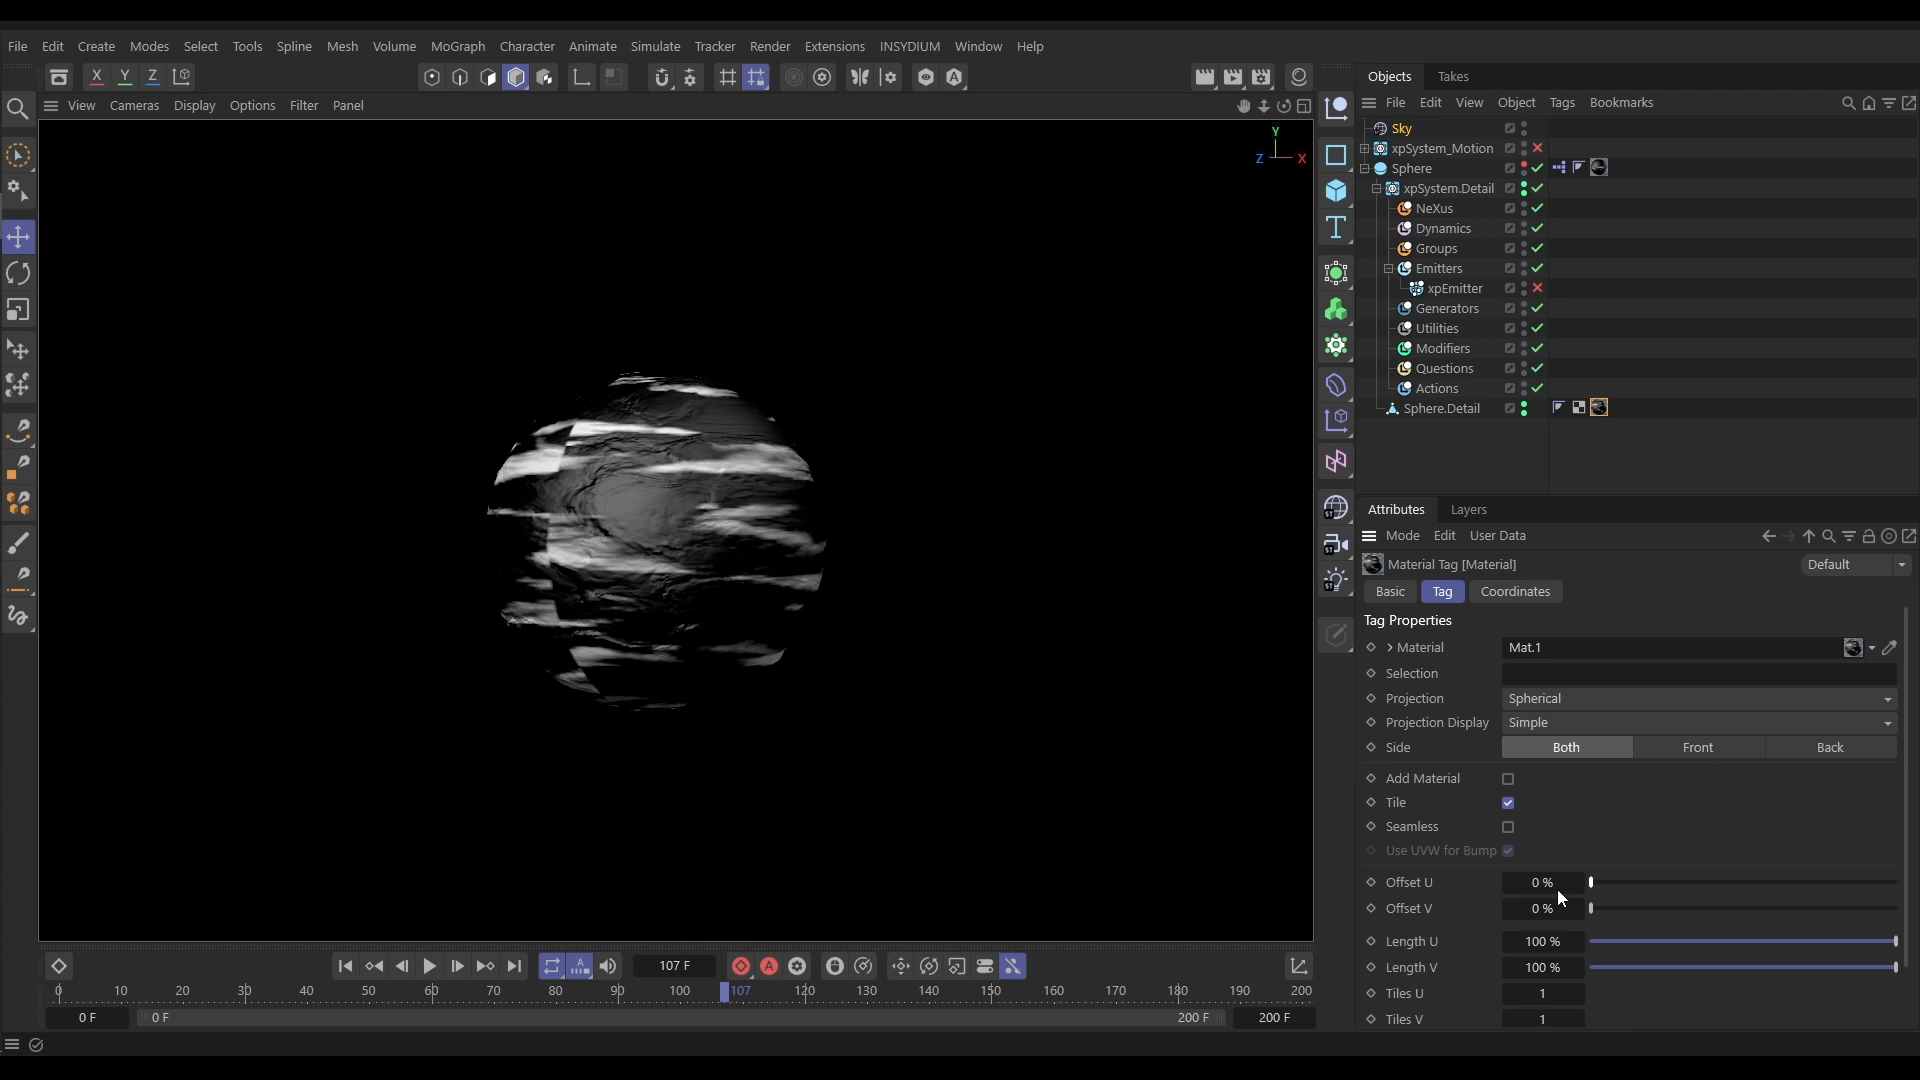 File Edit Create Modes Select Tools Spline Mesh Volume MoGraph Character Animate Simulate Tracker Render Extensions INSYDIUM Window Help
X Y Z
Objects Takes
View Cameras Display Options Filter Panel
File Edit View Object Tags Bookmarks
Y
Z X
Sky
xpSystem_Motion
Sphere
xpSystem.Detail
NeXus
Dynamics
Groups
Emitters
xpEmitter
Generators
Utilities
Modifiers
Questions
Actions
Sphere.Detail
Attributes Layers
Mode Edit User Data
Material Tag [Material] Default
Basic Tag Coordinates
Tag Properties
Material Mat.1
Selection
Projection Spherical
Projection Display Simple
Side Both Front Back
Add Material
Tile
Seamless
Use UVW for Bump
Offset U 0 %
Offset V 0 %
Length U 100 %
Length V 100 %
Tiles U 1
Tiles V 1
107 F
0 10 20 30 40 50 60 70 80 90 100 107 120 130 140 150 160 170 180 190 200
0 F 0 F 200 F 200 F